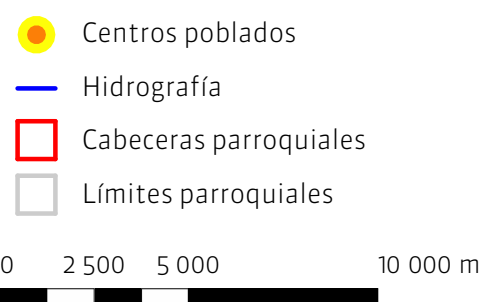 Centros poblados
Hidrografía
Cabeceras parroquiales
Límites parroquiales
0 2 500 5 000 10 000 m